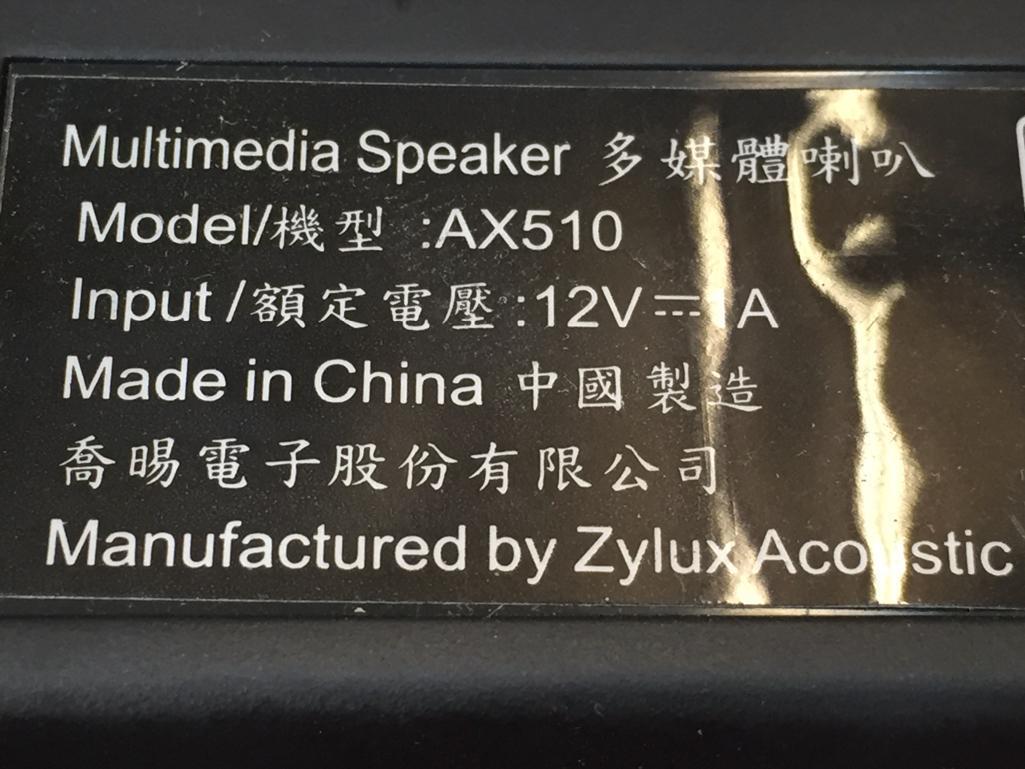 Multimedia Speaker 多媒體喇叭
Model/機型 :AX510
Input /額定電壓:12V⎓1A
Made in China 中國製造
喬暘電子股份有限公司
Manufactured by Zylux Acoustic